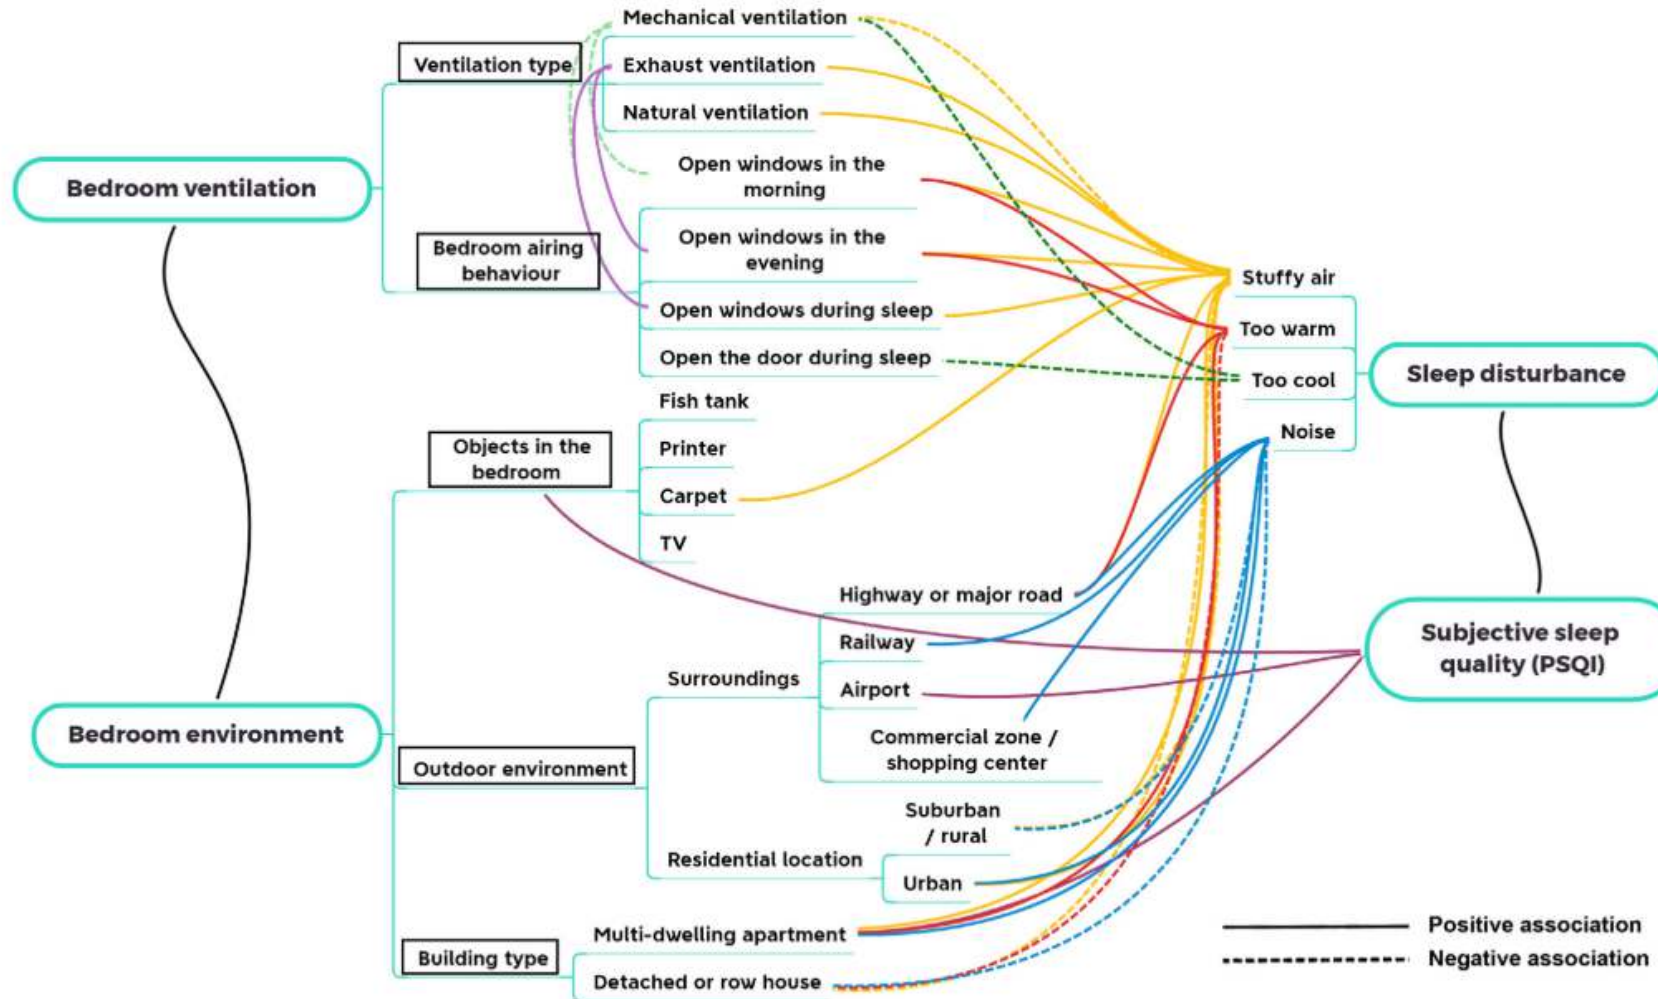 Mechanical ventilation
Ventilation type
Exhaust ventilation
Natural ventilation
Bedroom ventilation
Open windows in the
morning
Bedroom airing
behaviour
Open windows in the
evening
Open windows during sleep
Open the door during sleep
Stuffy air
Too warm
Too cool
Noise
Sleep disturbance
Fish tank
Objects in the
bedroom
Printer
Carpet
TV
Highway or major road
Surroundings
Railway
Airport
Commercial zone /
shopping center
Subjective sleep
quality (PSQI)
Bedroom environment
Outdoor environment
Suburban
/ rural
Residential location
Urban
Multi-dwelling apartment
Building type
Detached or row house
Positive association
Negative association